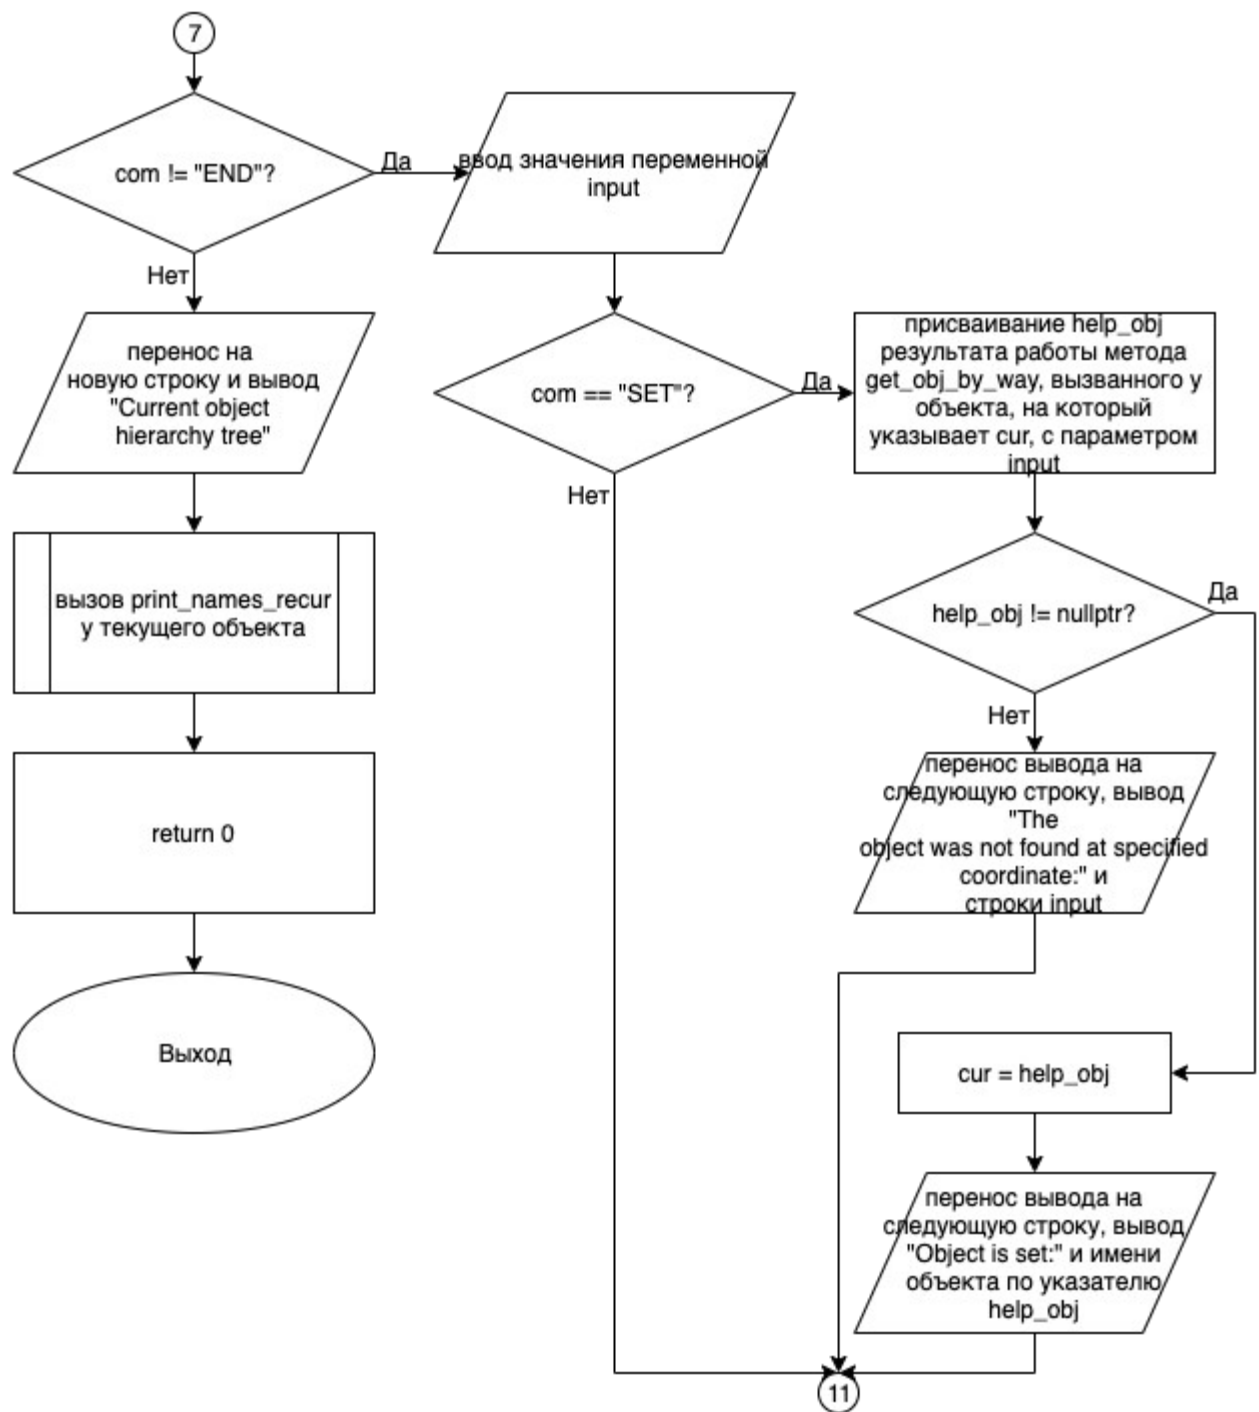 7
com != "END"?
Да
ввод значения переменной
input
Нет
перенос на
новую строку и вывод
"Current object
hierarchy tree"
com == "SET"?
Да
присваивание help_obj
результата работы метода
get_obj_by_way, вызванного у
объекта, на который
указывает cur, с параметром
input
Нет
вызов print_names_recur
у текущего объекта
help_obj != nullptr?
Да
Нет
return 0
перенос вывода на
следующую строку, вывод
"The
object was not found at specified
coordinate:" и
строки input
Выход
cur = help_obj
перенос вывода на
следующую строку, вывод
"Object is set:" и имени
объекта по указателю
help_obj
11